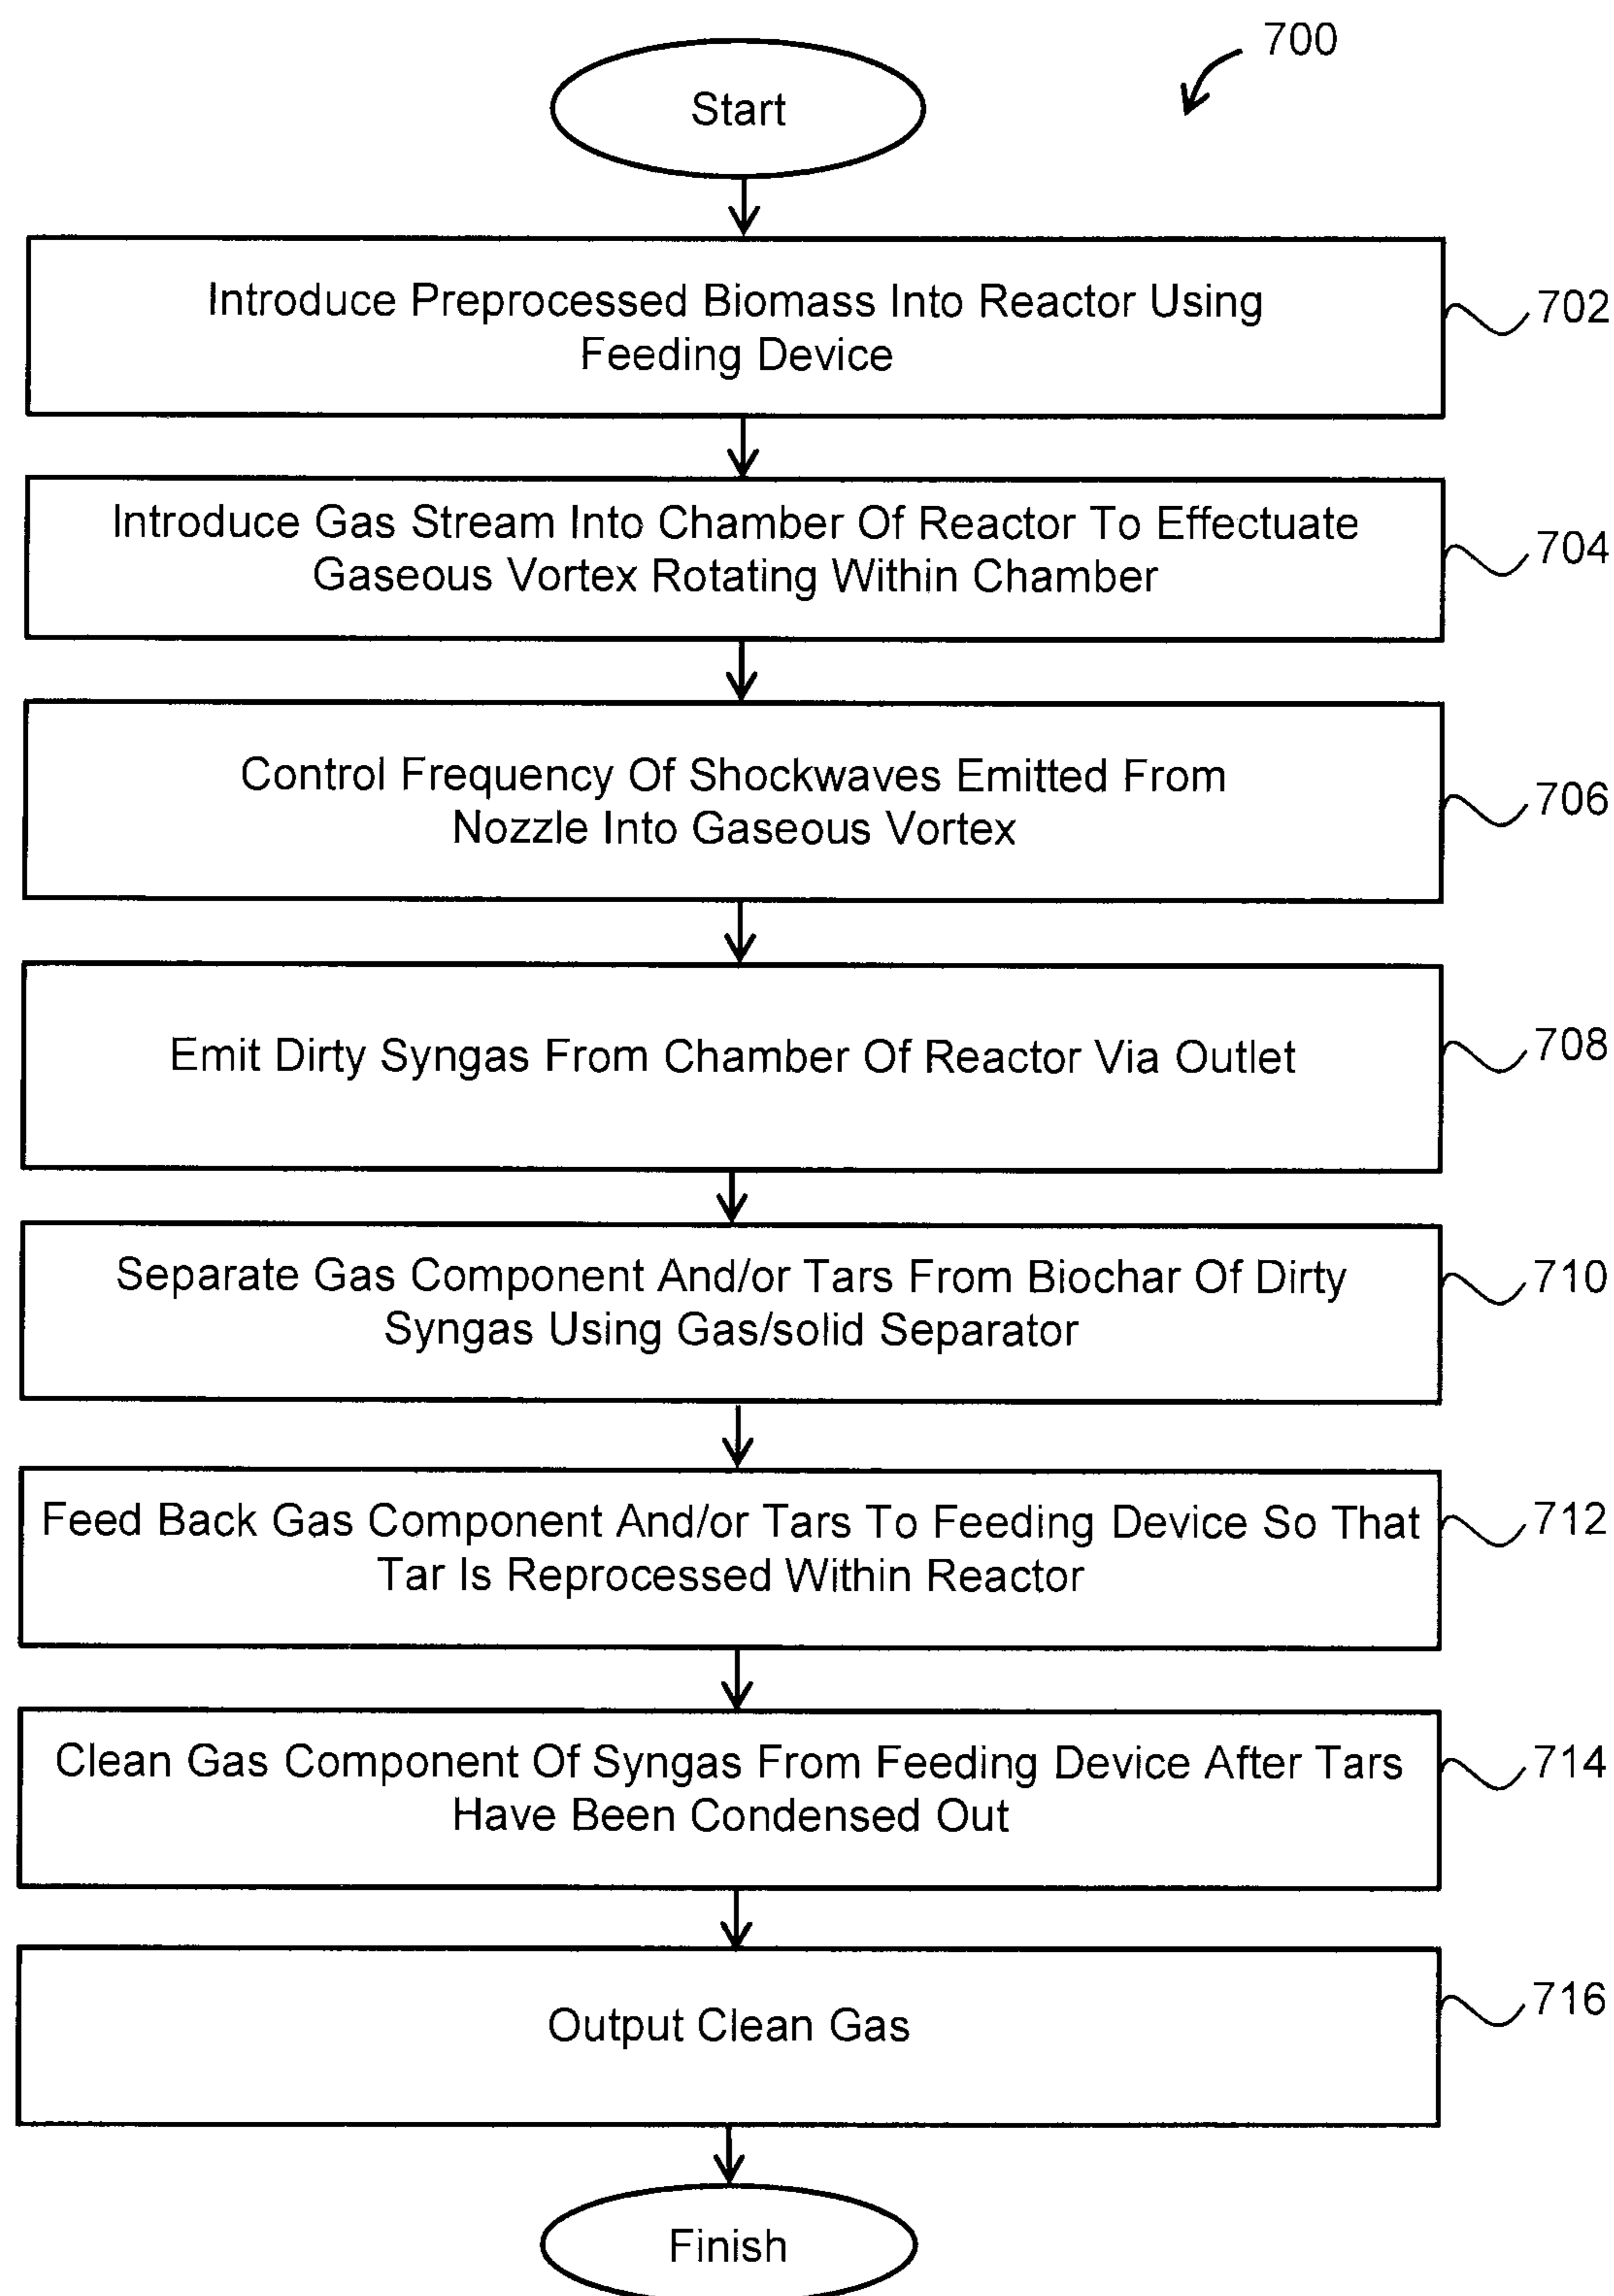 700
Start
Introduce Preprocessed Biomass Into Reactor Using
Feeding Device
702
Introduce Gas Stream Into Chamber Of Reactor To Effectuate
Gaseous Vortex Rotating Within Chamber
704
Control Frequency Of Shockwaves Emitted From
Nozzle Into Gaseous Vortex
706
Emit Dirty Syngas From Chamber Of Reactor Via Outlet
708
Separate Gas Component And/or Tars From Biochar Of Dirty
Syngas Using Gas/solid Separator
710
Feed Back Gas Component And/or Tars To Feeding Device So That
Tar Is Reprocessed Within Reactor
712
Clean Gas Component Of Syngas From Feeding Device After Tars
Have Been Condensed Out
714
Output Clean Gas
716
Finish